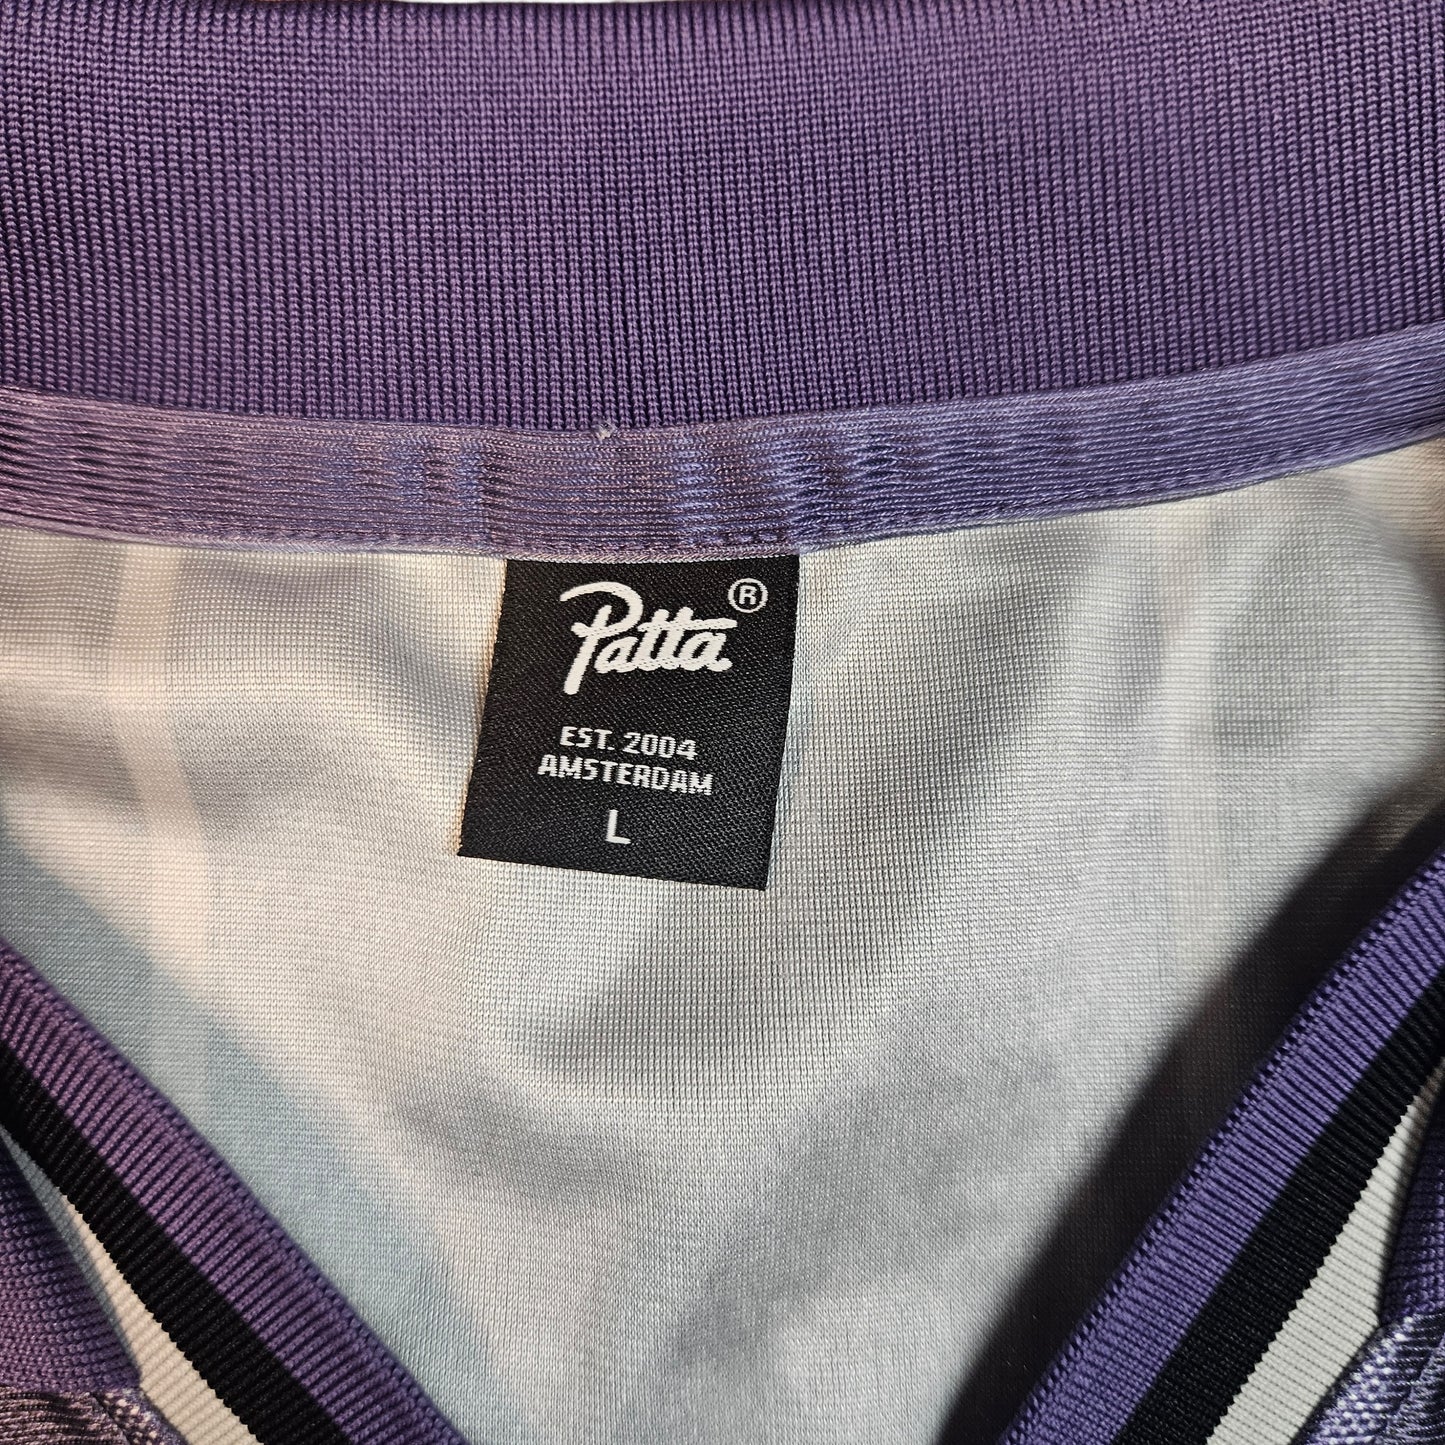 Patta®
EST. 2004
AMSTERDAM
L